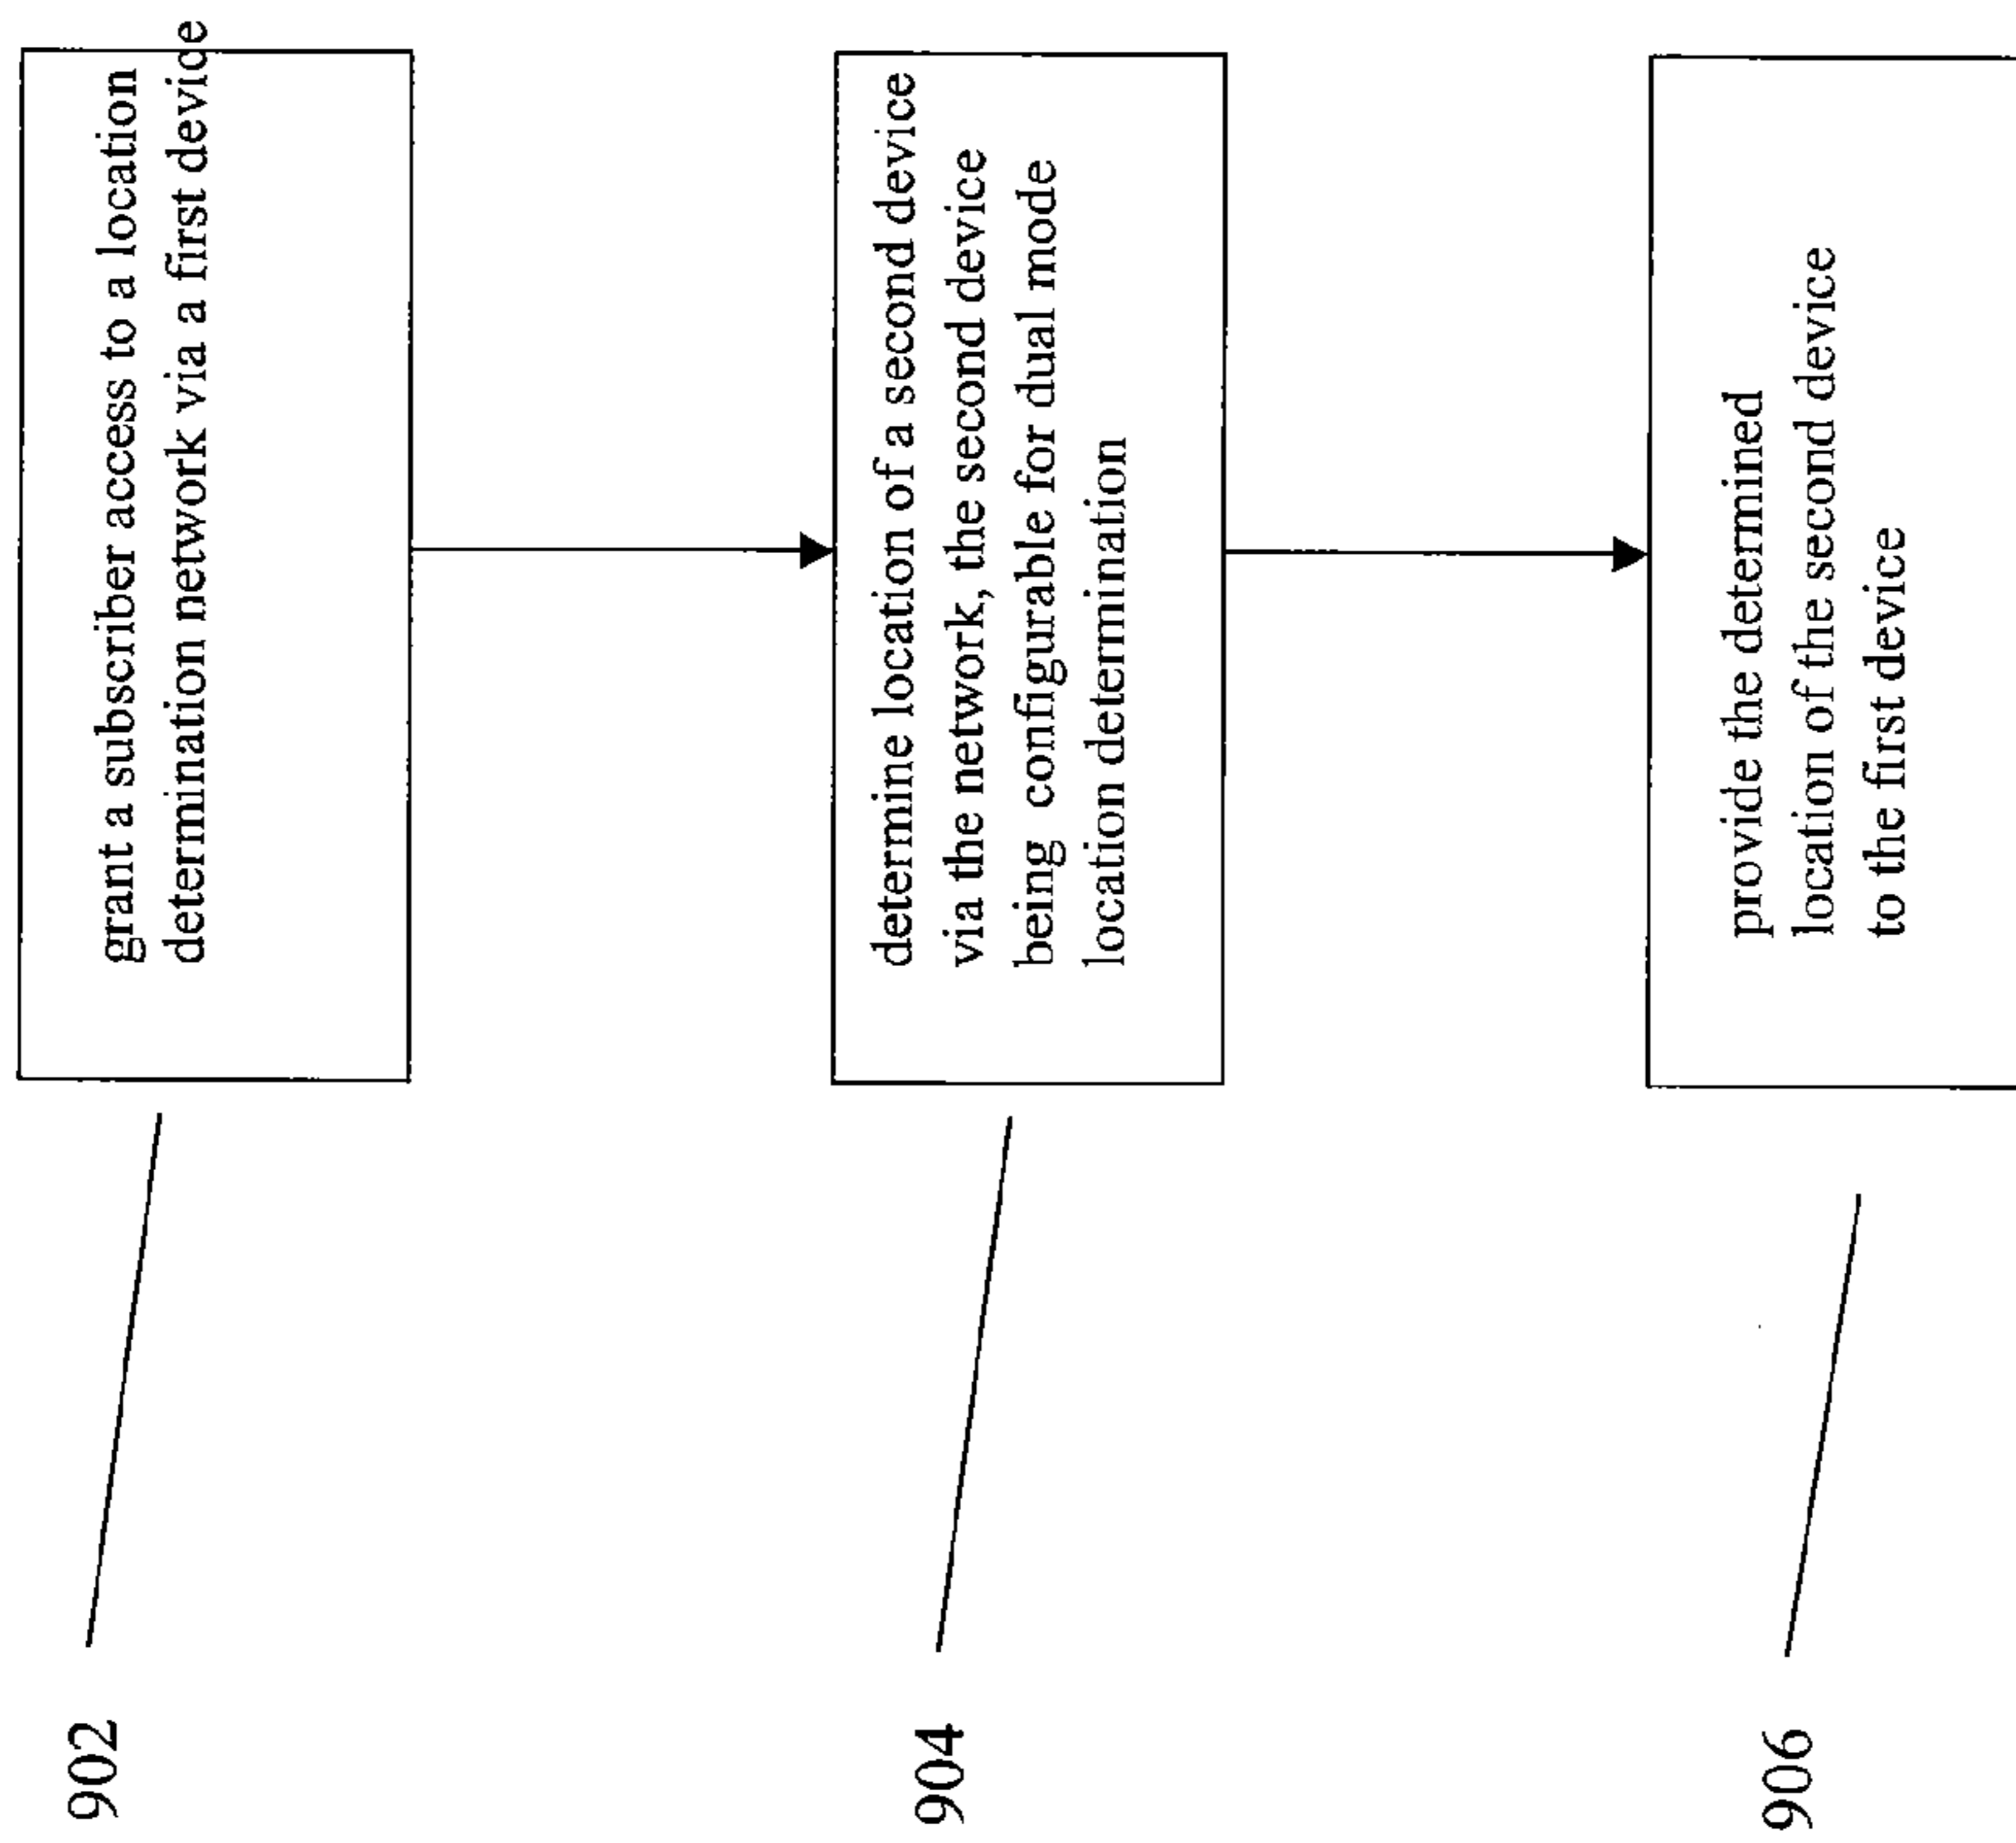 902
grant a subscriber access to a location
determination network via a first device
904
determine location of a second device
via the network, the second device
being configurable for dual mode
location determination
906
provide the determined
location of the second device
to the first device